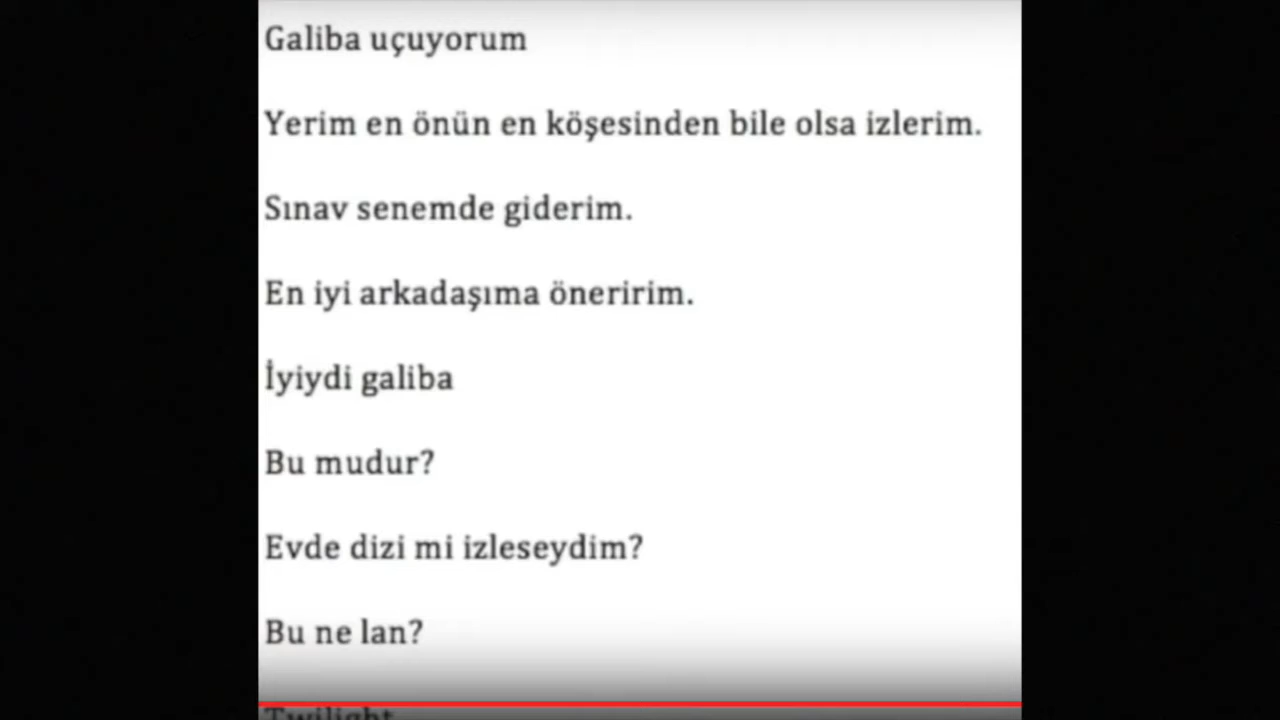 Galiba uçuyorum
Yerim en önün en köşesinden bile olsa izlerim.
Sınav senemde giderim.
En iyi arkadaşıma öneririm.
İyiydi galiba
Bu mudur?
Evde dizi mi izleseydim?
Bu ne lan?
Twilight